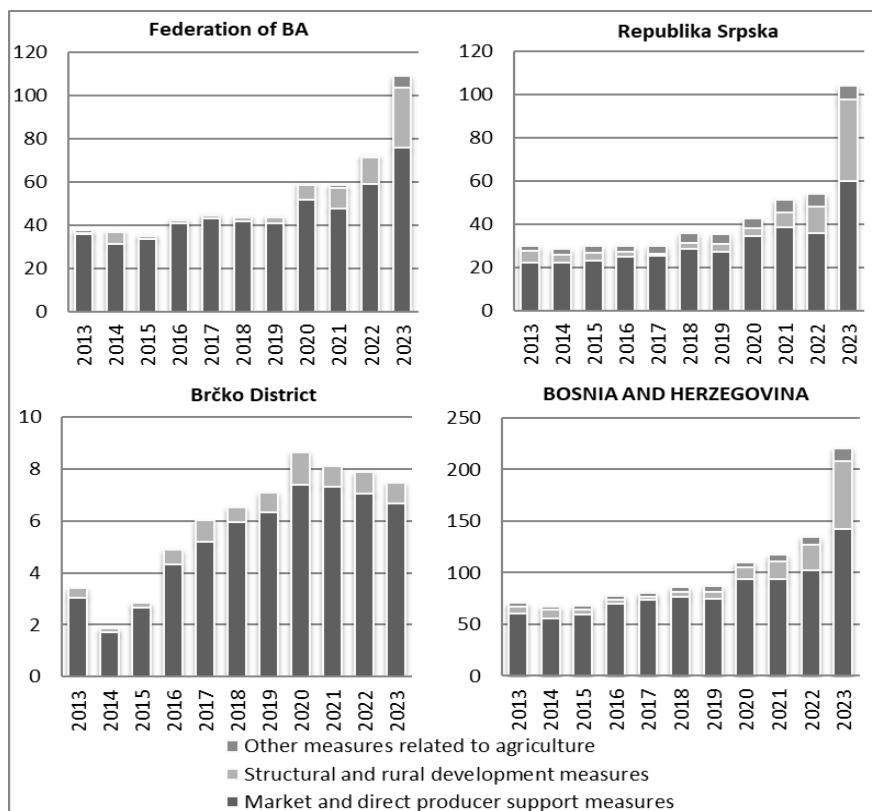 Federation of BA
120
100
80
60
40
20
0
2013 2014 2015 2016 2017 2018 2019 2020 2021 2022 2023
Republika Srpska
120
100
80
60
40
20
0
2013 2014 2015 2016 2017 2018 2019 2020 2021 2022 2023
Brčko District
10
8
6
4
2
0
2013 2014 2015 2016 2017 2018 2019 2020 2021 2022 2023
BOSNIA AND HERZEGOVINA
250
200
150
100
50
0
2013 2014 2015 2016 2017 2018 2019 2020 2021 2022 2023
Other measures related to agriculture
Structural and rural development measures
Market and direct producer support measures